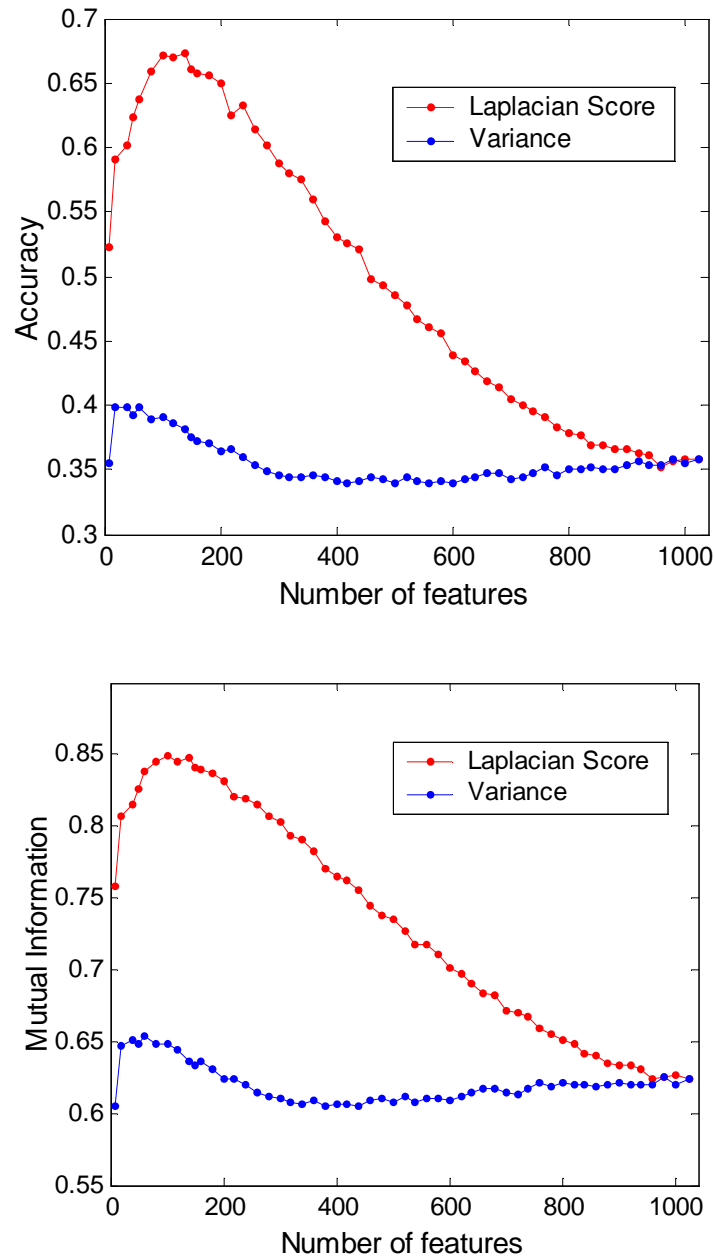 0.7
0.65
0.6
0.55
0.5
0.45
0.4
0.35
0.3
Accuracy
Laplacian Score
Variance
0 200 400 600 800 1000
Number of features
0.85
0.8
0.75
0.7
0.65
0.6
0.55
Mutual Information
Laplacian Score
Variance
0 200 400 600 800 1000
Number of features